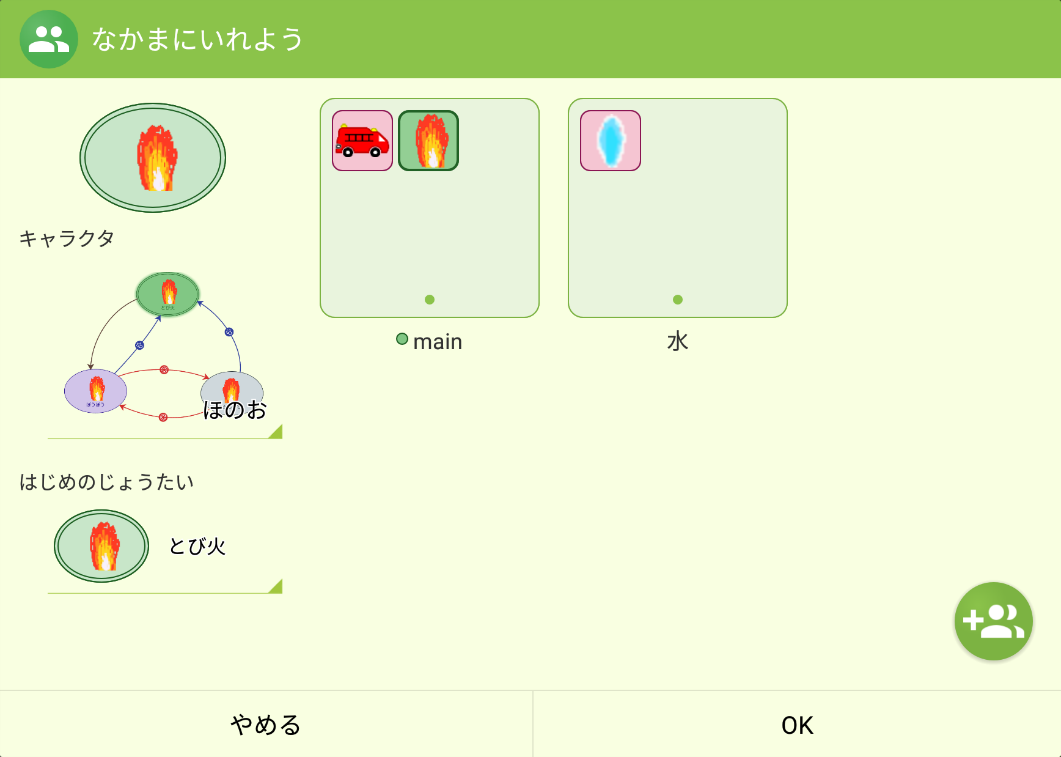 なかまにいれよう
キャラクタ
ほのお
はじめのじょうたい
とび火
main
水
やめる
OK